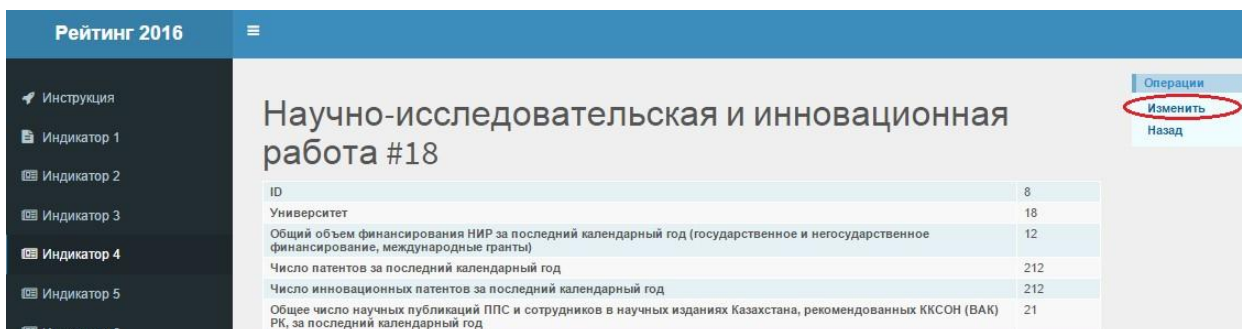 Рейтинг 2016
Инструкция
Индикатор 1
Индикатор 2
Индикатор 3
Индикатор 4
Индикатор 5
Научно-исследовательская и инновационная
работа #18
ID 8
Университет 18
Общий объем финансирования НИР за последний календарный год (государственное и негосударственное 12
финансирование, международные гранты)
Число патентов за последний календарный год 212
Число инновационных патентов за последний календарный год 212
Общее число научных публикаций ППС и сотрудников в научных изданиях Казахстана, рекомендованных ККСОН (ВАК) 21
РК, за последний календарный год
Операции
Изменить
Назад